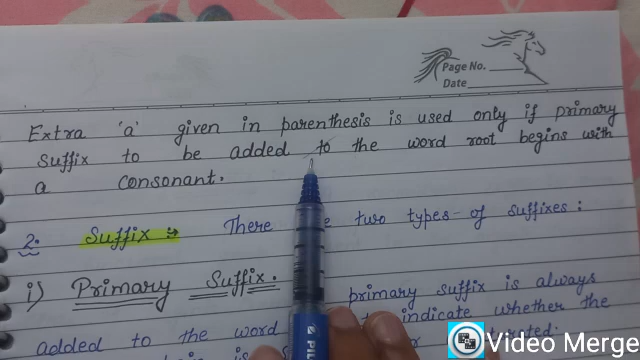 Page No.
Date
Extra 'a' given in parenthesis is used only if primary
suffix to be added to the word root begins with
a consonant.
2. Suffix :→ There two types of suffixes :
i) Primary Suffix. primary suffix is always
added to the word indicate whether the
PIL
Video Merge